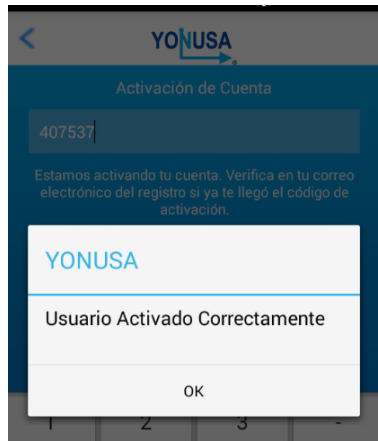 YONUSA
Activación de Cuenta
407537
Estamos activando tu cuenta. Verifica en tu correo
electrónico del registro si ya te llegó el código de
activación.
YONUSA
Usuario Activado Correctamente
OK
1 2 3 -